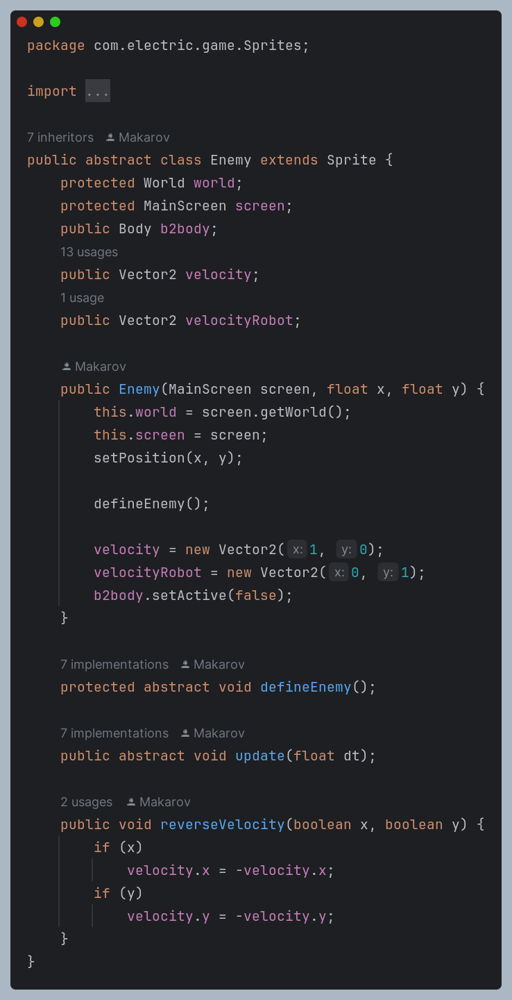 package com.electric.game.Sprites;
import ...
7 inheritors Makarov
public abstract class Enemy extends Sprite {
protected World world;
protected MainScreen screen;
public Body b2body;
13 usages
public Vector2 velocity;
1 usage
public Vector2 velocityRobot;
Makarov
public Enemy(MainScreen screen, float x, float y) {
this.world = screen.getWorld();
this.screen = screen;
setPosition(x, y);
defineEnemy();
velocity = new Vector2( x: 1, y: 0);
velocityRobot = new Vector2( x: 0, y: 1);
b2body.setActive(false);
}
7 implementations Makarov
protected abstract void defineEnemy();
7 implementations Makarov
public abstract void update(float dt);
2 usages Makarov
public void reverseVelocity(boolean x, boolean y) {
if (x)
velocity.x = -velocity.x;
if (y)
velocity.y = -velocity.y;
}
}